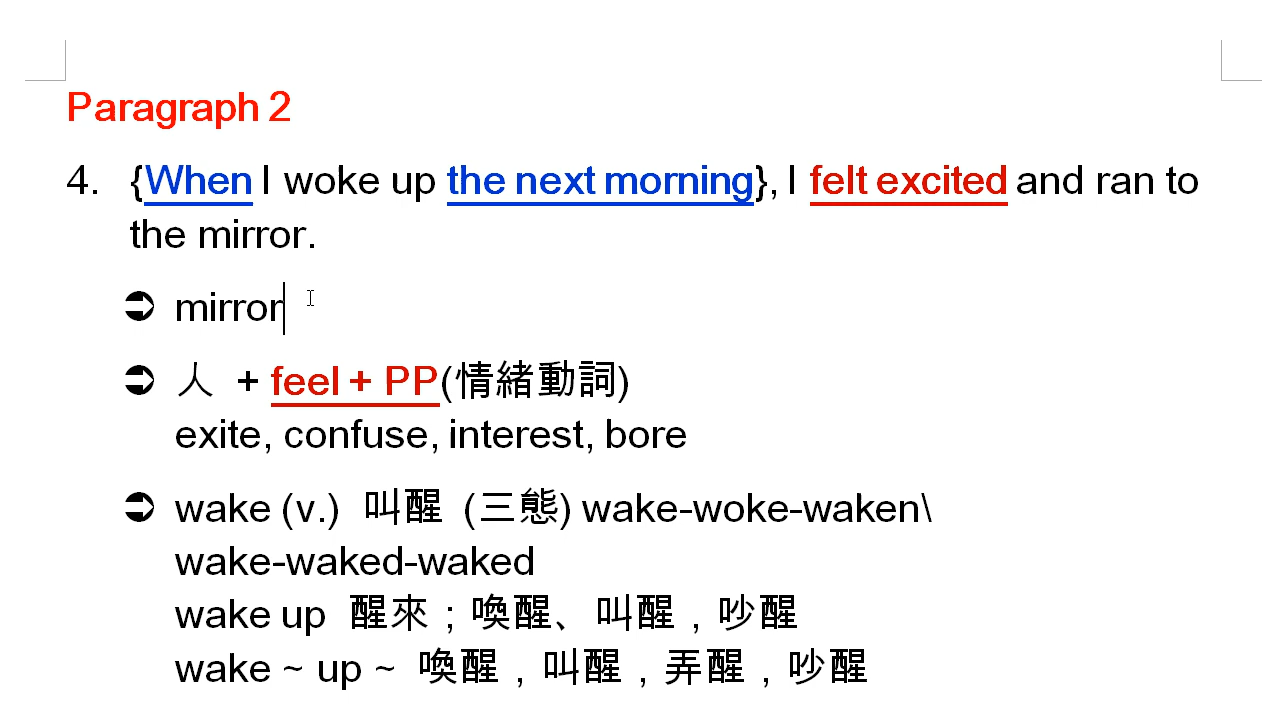 Paragraph 2
4. {When I woke up the next morning}, I felt excited and ran to
the mirror.
➲ mirror
➲ 人 + feel + PP(情緒動詞)
exite, confuse, interest, bore
➲ wake (v.) 叫醒 (三態) wake-woke-waken\
wake-waked-waked
wake up 醒來；喚醒、叫醒，吵醒
wake ~ up ~ 喚醒，叫醒，弄醒，吵醒